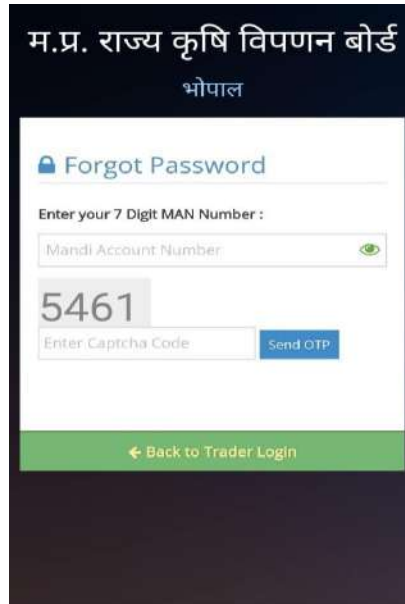 म.प्र. राज्य कृषि विपणन बोर्ड
भोपाल
Forgot Password
Enter your 7 Digit MAN Number :
Mandi Account Number
5461
Enter Captcha Code
Send OTP
Back to Trader Login